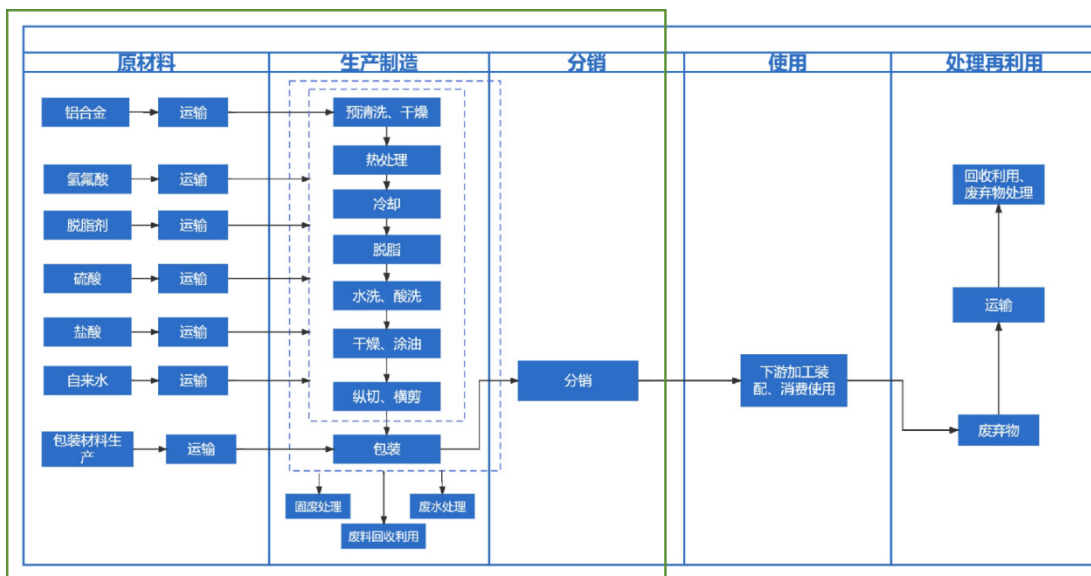 原材料
生产制造
分销
使用
处理再利用
铝合金
运输
氢氟酸
运输
脱脂剂
运输
硫酸
运输
盐酸
运输
自来水
运输
包装材料生
产
运输
预清洗、干燥
热处理
冷却
脱脂
水洗、酸洗
干燥、涂油
纵切、横剪
包装
固废处理
废水处理
废料回收利用
分销
下游加工装
配、消费使用
回收利用、
废弃物处理
运输
废弃物